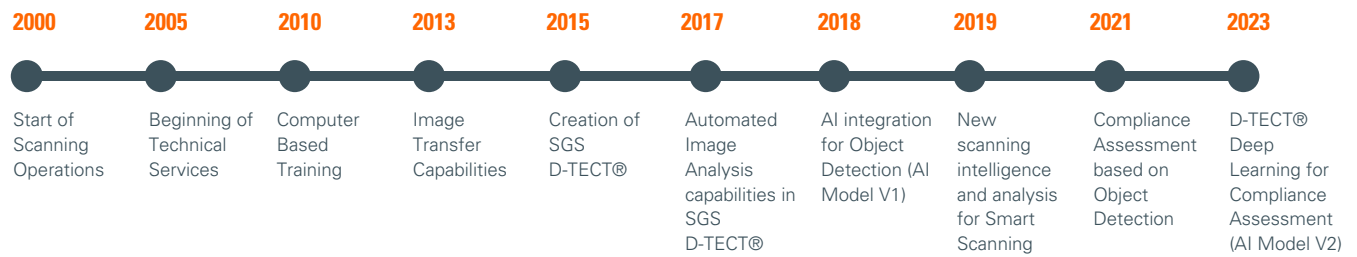 2000
Start of
Scanning
Operations
2005
Beginning of
Technical
Services
2010
Computer
Based
Training
2013
Image
Transfer
Capabilities
2015
Creation of
SGS
D-TECT®
2017
Automated
Image
Analysis
capabilities in
SGS
D-TECT®
2018
AI integration
for Object
Detection (AI
Model V1)
2019
New
scanning
intelligence
and analysis
for Smart
Scanning
2021
Compliance
Assessment
based on
Object
Detection
2023
D-TECT®
Deep
Learning for
Compliance
Assessment
(AI Model V2)